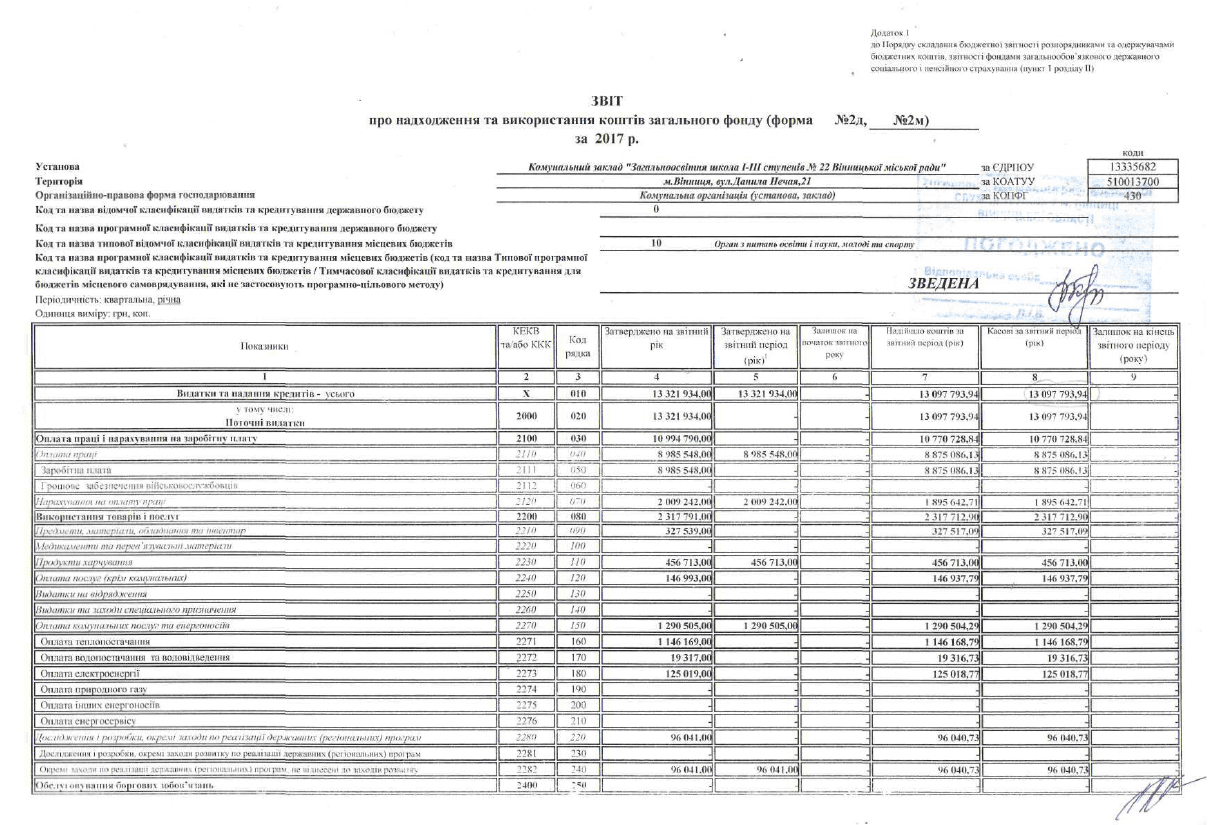 Додаток 1
до Порядку складання бюджетної звітності розпорядниками та одержувачами
бюджетних коштів, звітності фондами загальнообов'язкового державного
соціального і пенсійного страхування (пункт 1 розділу II)
ЗВІТ
про надходження та використання коштів загального фонду (форма №2д, №2м)
за 2017 р.
коди
Установа Комунальний заклад "Загальноосвітня школа І-ІІІ ступенів № 22 Вінницької міської ради" за ЄДРПОУ 13335682
Територія м.Вінниця, вул.Данила Нечая,21 за КОАТУУ 510013700
Організаційно-правова форма господарювання Комунальна організація (установа, заклад) за КОПФГ 430
Код та назва відомчої класифікації видатків та кредитування державного бюджету 0
Код та назва програмної класифікації видатків та кредитування державного бюджету
Код та назва типової відомчої класифікації видатків та кредитування місцевих бюджетів 10 Орган з питань освіти і науки, молоді та спорту
Код та назва програмної класифікації видатків та кредитування місцевих бюджетів (код та назва Типової програмної
класифікації видатків та кредитування місцевих бюджетів / Тимчасової класифікації видатків та кредитування для
бюджетів місцевого самоврядування, які не застосовують програмно-цільового методу) ЗВЕДЕНА
ПОГОДЖЕНО
Відповідальна особа
Періодичність: квартальна, річна
Одиниця виміру: грн, коп.
Показники КЕКВ та/або ККК Код рядка Затверджено на звітний рік Затверджено на звітний період (рік)¹ Залишок на початок звітного року Надійшло коштів за звітний період (рік) Касові за звітний період (рік) Залишок на кінець звітного періоду (року)
1 2 3 4 5 6 7 8 9
Видатки та надання кредитів - усього X 010 13 321 934,00 13 321 934,00 - 13 097 793,94 13 097 793,94 -
у тому числі:
Поточні видатки 2000 020 13 321 934,00 - - 13 097 793,94 13 097 793,94 -
Оплата праці і нарахування на заробітну плату 2100 030 10 994 790,00 - - 10 770 728,84 10 770 728,84 -
Оплата праці 2110 040 8 985 548,00 8 985 548,00 - 8 875 086,13 8 875 086,13 -
Заробітна плата 2111 050 8 985 548,00 - - 8 875 086,13 8 875 086,13 -
Грошове забезпечення військовослужбовців 2112 060 - - - - - -
Нарахування на оплату праці 2120 070 2 009 242,00 2 009 242,00 - 1 895 642,71 1 895 642,71 -
Використання товарів і послуг 2200 080 2 317 791,00 - - 2 317 712,90 2 317 712,90 -
Предмети, матеріали, обладнання та інвентар 2210 090 327 539,00 - - 327 517,09 327 517,09 -
Медикаменти та перев'язувальні матеріали 2220 100 - - - - - -
Продукти харчування 2230 110 456 713,00 456 713,00 - 456 713,00 456 713,00 -
Оплата послуг (крім комунальних) 2240 120 146 993,00 - - 146 937,79 146 937,79 -
Видатки на відрядження 2250 130 - - - - - -
Видатки та заходи спеціального призначення 2260 140 - - - - - -
Оплата комунальних послуг та енергоносіїв 2270 150 1 290 505,00 1 290 505,00 - 1 290 504,29 1 290 504,29 -
Оплата теплопостачання 2271 160 1 146 169,00 - - 1 146 168,79 1 146 168,79 -
Оплата водопостачання та водовідведення 2272 170 19 317,00 - - 19 316,73 19 316,73 -
Оплата електроенергії 2273 180 125 019,00 - - 125 018,77 125 018,77 -
Оплата природного газу 2274 190 - - - - - -
Оплата інших енергоносіїв 2275 200 - - - - - -
Оплата енергосервісу 2276 210 - - - - - -
Дослідження і розробки, окремі заходи по реалізації державних (регіональних) програм 2280 220 96 041,00 - - 96 040,73 96 040,73 -
Дослідження і розробки, окремі заходи розвитку по реалізації державних (регіональних) програм 2281 230 - - - - - -
Окремі заходи по реалізації державних (регіональних) програм, не віднесені до заходів розвитку 2282 240 96 041,00 96 041,00 - 96 040,73 96 040,73 -
Обслуговування боргових зобов'язань 2400 250 - - - - - -